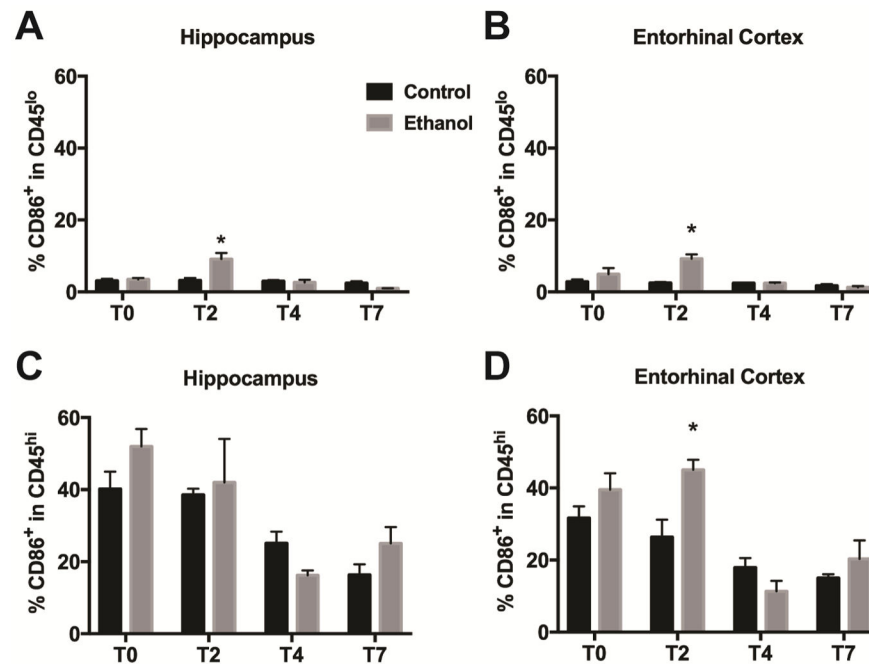 A
Hippocampus
% CD86⁺ in CD45ˡᵒ
60
40
20
0
T0 T2 T4 T7
*
Control
Ethanol
B
Entorhinal Cortex
% CD86⁺ in CD45ˡᵒ
60
40
20
0
T0 T2 T4 T7
*
C
Hippocampus
% CD86⁺ in CD45ʰⁱ
60
40
20
0
T0 T2 T4 T7
D
Entorhinal Cortex
% CD86⁺ in CD45ʰⁱ
60
40
20
0
T0 T2 T4 T7
*